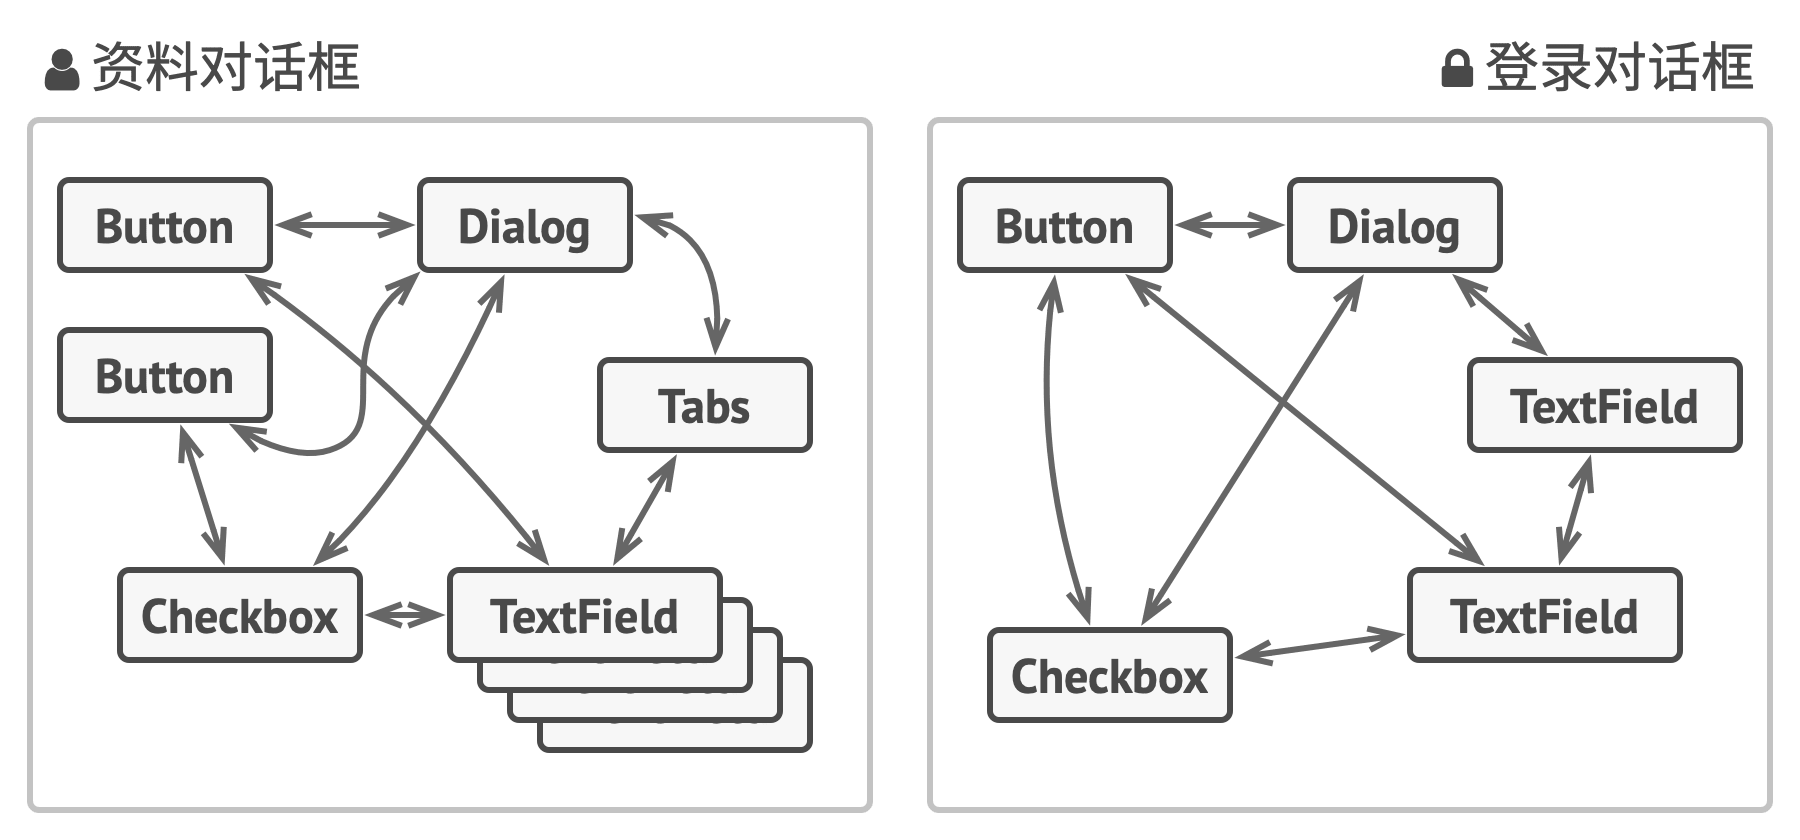 资料对话框
登录对话框
Button
Dialog
Button
Tabs
Checkbox
TextField
Button
Dialog
TextField
TextField
Checkbox